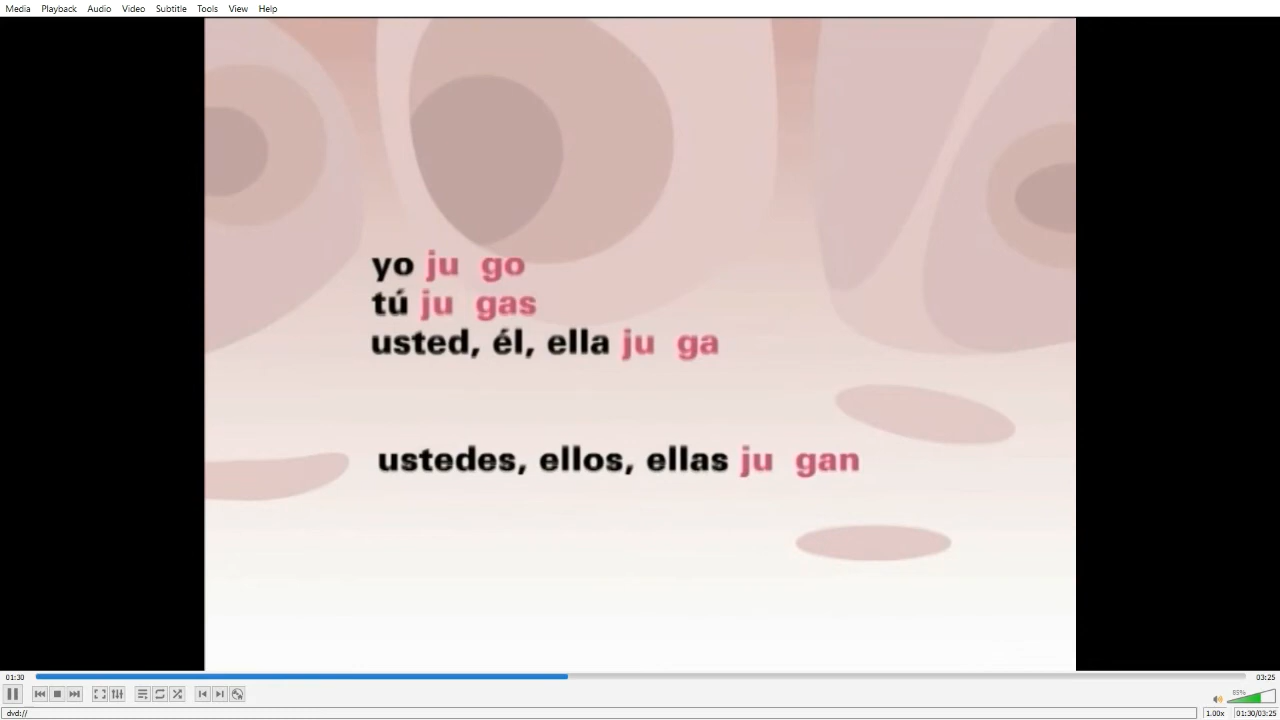 Media Playback Audio Video Subtitle Tools View Help
yo ju go
tú ju gas
usted, él, ella ju ga
ustedes, ellos, ellas ju gan
01:30 03:25
85%
dvd:// 1.00x 01:30/03:25